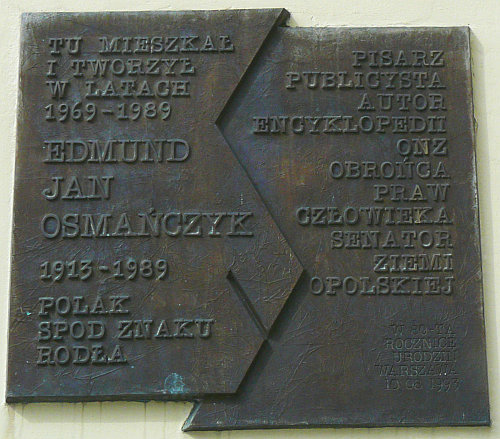 TU MIESZKAŁ
I TWORZYŁ
W LATACH
1969-1989
EDMUND
JAN
OSMAŃCZYK
1913-1989
POLAK
SPOD ZNAKU
RODŁA
PISARZ
PUBLICYSTA
AUTOR
ENCYKLOPEDII
ONZ
OBROŃCA
PRAW
CZŁOWIEKA
SENATOR
ZIEMI
OPOLSKIEJ
W 80-TĄ
ROCZNICĘ
URODZIN
WARSZAWA
10 08 1993